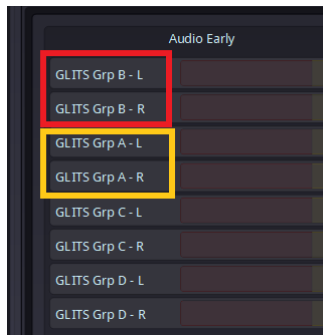 Audio Early
GLITS Grp B - L
GLITS Grp B - R
GLITS Grp A - L
GLITS Grp A - R
GLITS Grp C - L
GLITS Grp C - R
GLITS Grp D - L
GLITS Grp D - R